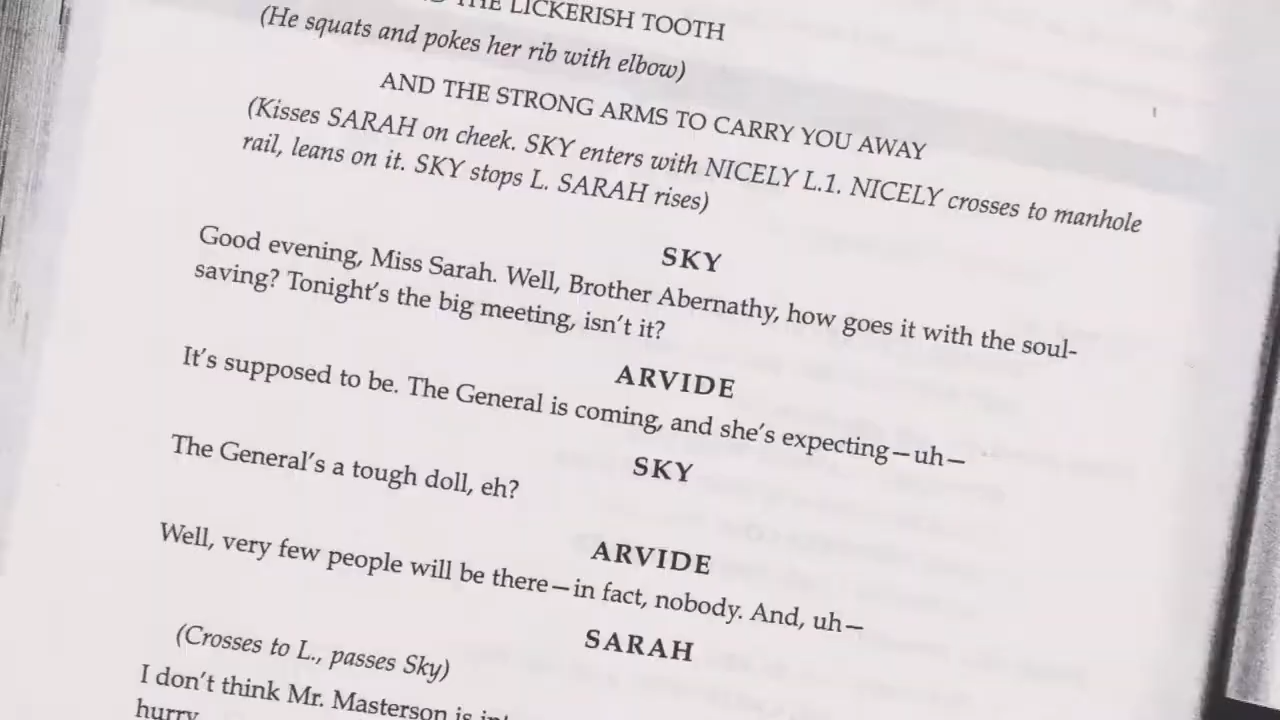 THE LICKERISH TOOTH
(He squats and pokes her rib with elbow)
AND THE STRONG ARMS TO CARRY YOU AWAY
(Kisses SARAH on cheek. SKY enters with NICELY L.1. NICELY crosses to manhole
rail, leans on it. SKY stops L. SARAH rises)
SKY
Good evening, Miss Sarah. Well, Brother Abernathy, how goes it with the soul-
saving? Tonight's the big meeting, isn't it?
ARVIDE
It's supposed to be. The General is coming, and she's expecting—uh—
SKY
The General's a tough doll, eh?
ARVIDE
Well, very few people will be there—in fact, nobody. And, uh—
SARAH
(Crosses to L., passes Sky)
I don't think Mr. Masterson is
hurry